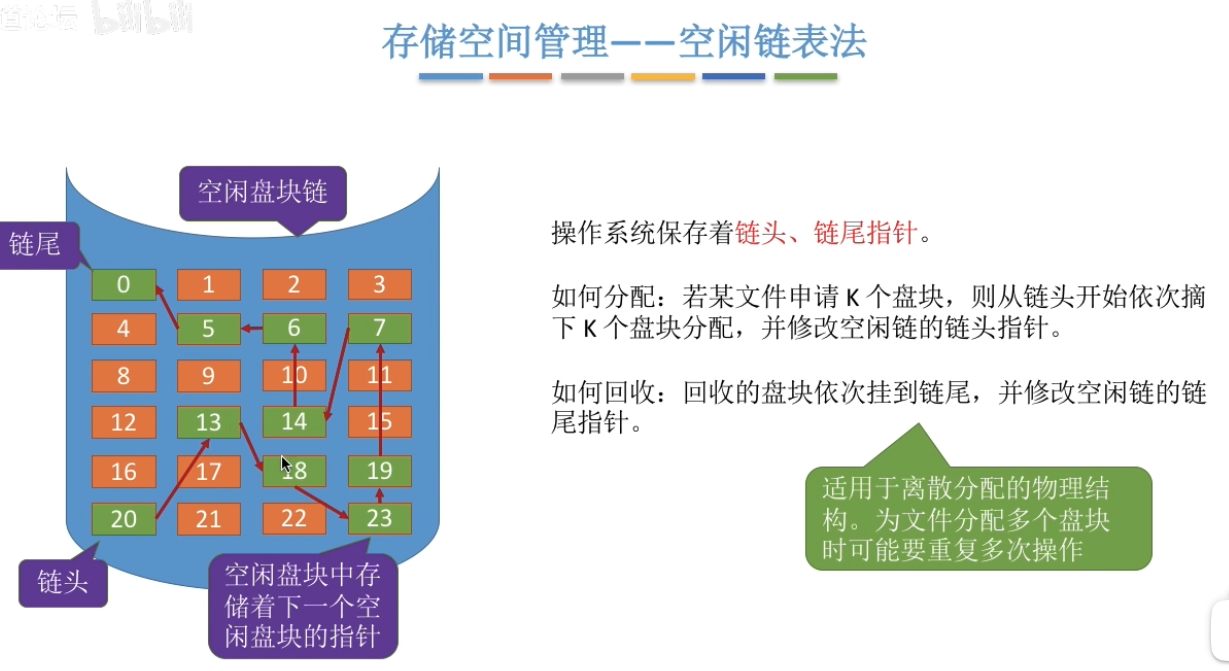 存储空间管理——空闲链表法
空闲盘块链
链尾
0 1 2 3
4 5 6 7
8 9 10 11
12 13 14 15
16 17 18 19
20 21 22 23
链头
空闲盘块中存
储着下一个空
闲盘块的指针
操作系统保存着链头、链尾指针。
如何分配：若某文件申请 K 个盘块，则从链头开始依次摘
下 K 个盘块分配，并修改空闲链的链头指针。
如何回收：回收的盘块依次挂到链尾，并修改空闲链的链
尾指针。
适用于离散分配的物理结
构。为文件分配多个盘块
时可能要重复多次操作